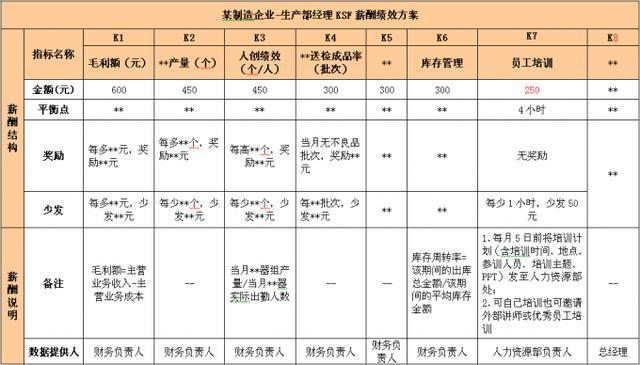 某制造企业-生产部经理 KSF 薪酬绩效方案
指标名称 K1 K2 K3 K4 K5 K6 K7 K8
毛利额（元） **产量（个） 人创绩效（个/人） **送检成品率（批次） ** 库存管理 员工培训 **
薪酬结构
金额(元) 600 450 450 300 300 300 250 **
平衡点 ** ** ** ** ** ** 4 小时 **
奖励 每多**元，奖励**元 每多**个，奖励**元 每高**个，奖励**元 当月无不良品批次，奖励**元 ** ** 无奖励 **
少发 每多**元，少发**元 每少**个，少发**元 每少**个，少发**元 每**批次，少发**元 ** ** 每少 1 小时，少发 50 元
薪酬说明
备注 毛利额=主营业务收入-主营业务成本 -- 当月**器组产量/当月**器实际出勤人数 -- -- 库存周转率=该期间的出库总金额/该期间的平均库存金额 1、每月 5 日前将培训计划（含培训时间、地点、参训人员、培训主题、PPT）发至人力资源部处； 2、可自己培训也可邀请外部讲师或优秀员工培训 --
数据提供人 财务负责人 财务负责人 财务负责人 财务负责人 财务负责人 财务负责人 人力资源部负责人 总经理